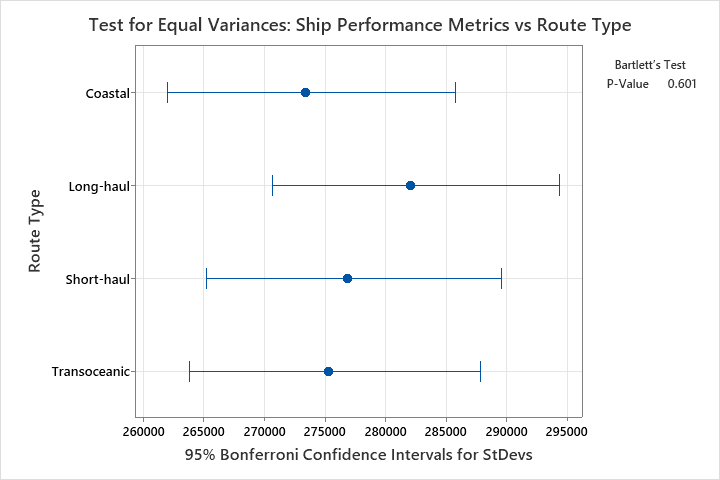 Test for Equal Variances: Ship Performance Metrics vs Route Type
Bartlett's Test
P-Value 0.601
Route Type
Coastal
Long-haul
Short-haul
Transoceanic
260000 265000 270000 275000 280000 285000 290000 295000
95% Bonferroni Confidence Intervals for StDevs